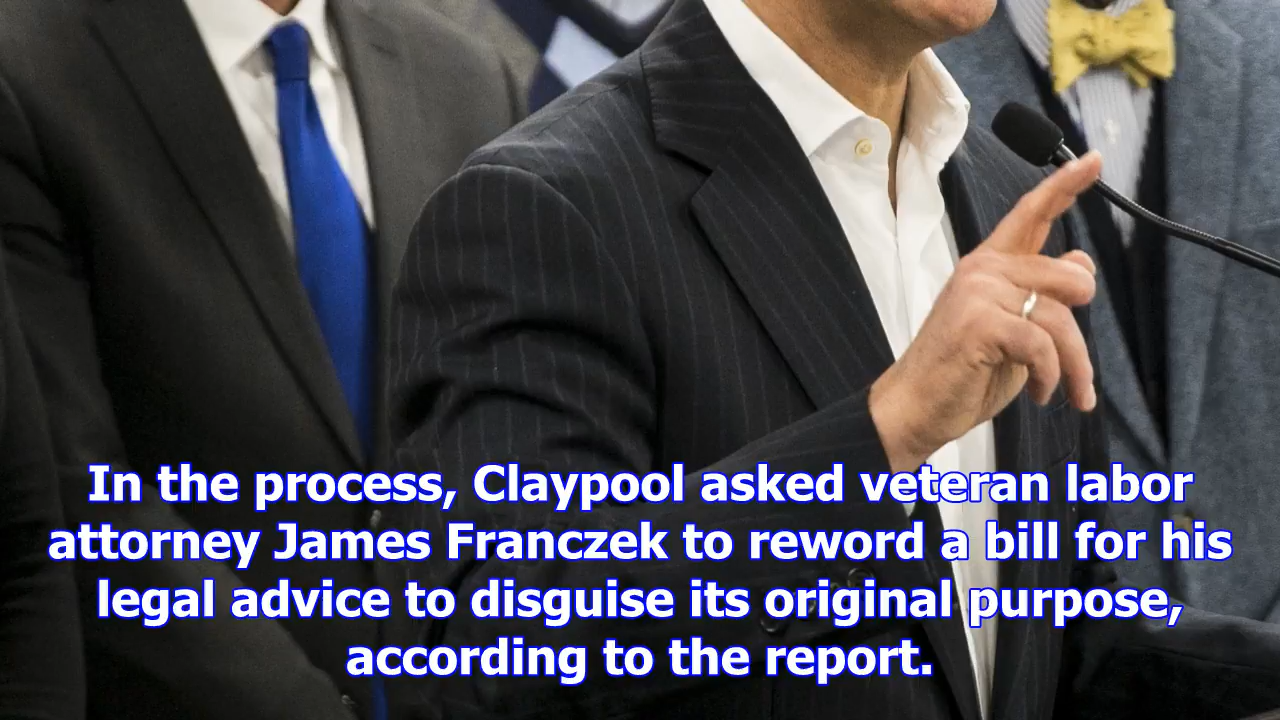 In the process, Claypool asked veteran labor
attorney James Franczek to reword a bill for his
legal advice to disguise its original purpose,
according to the report.